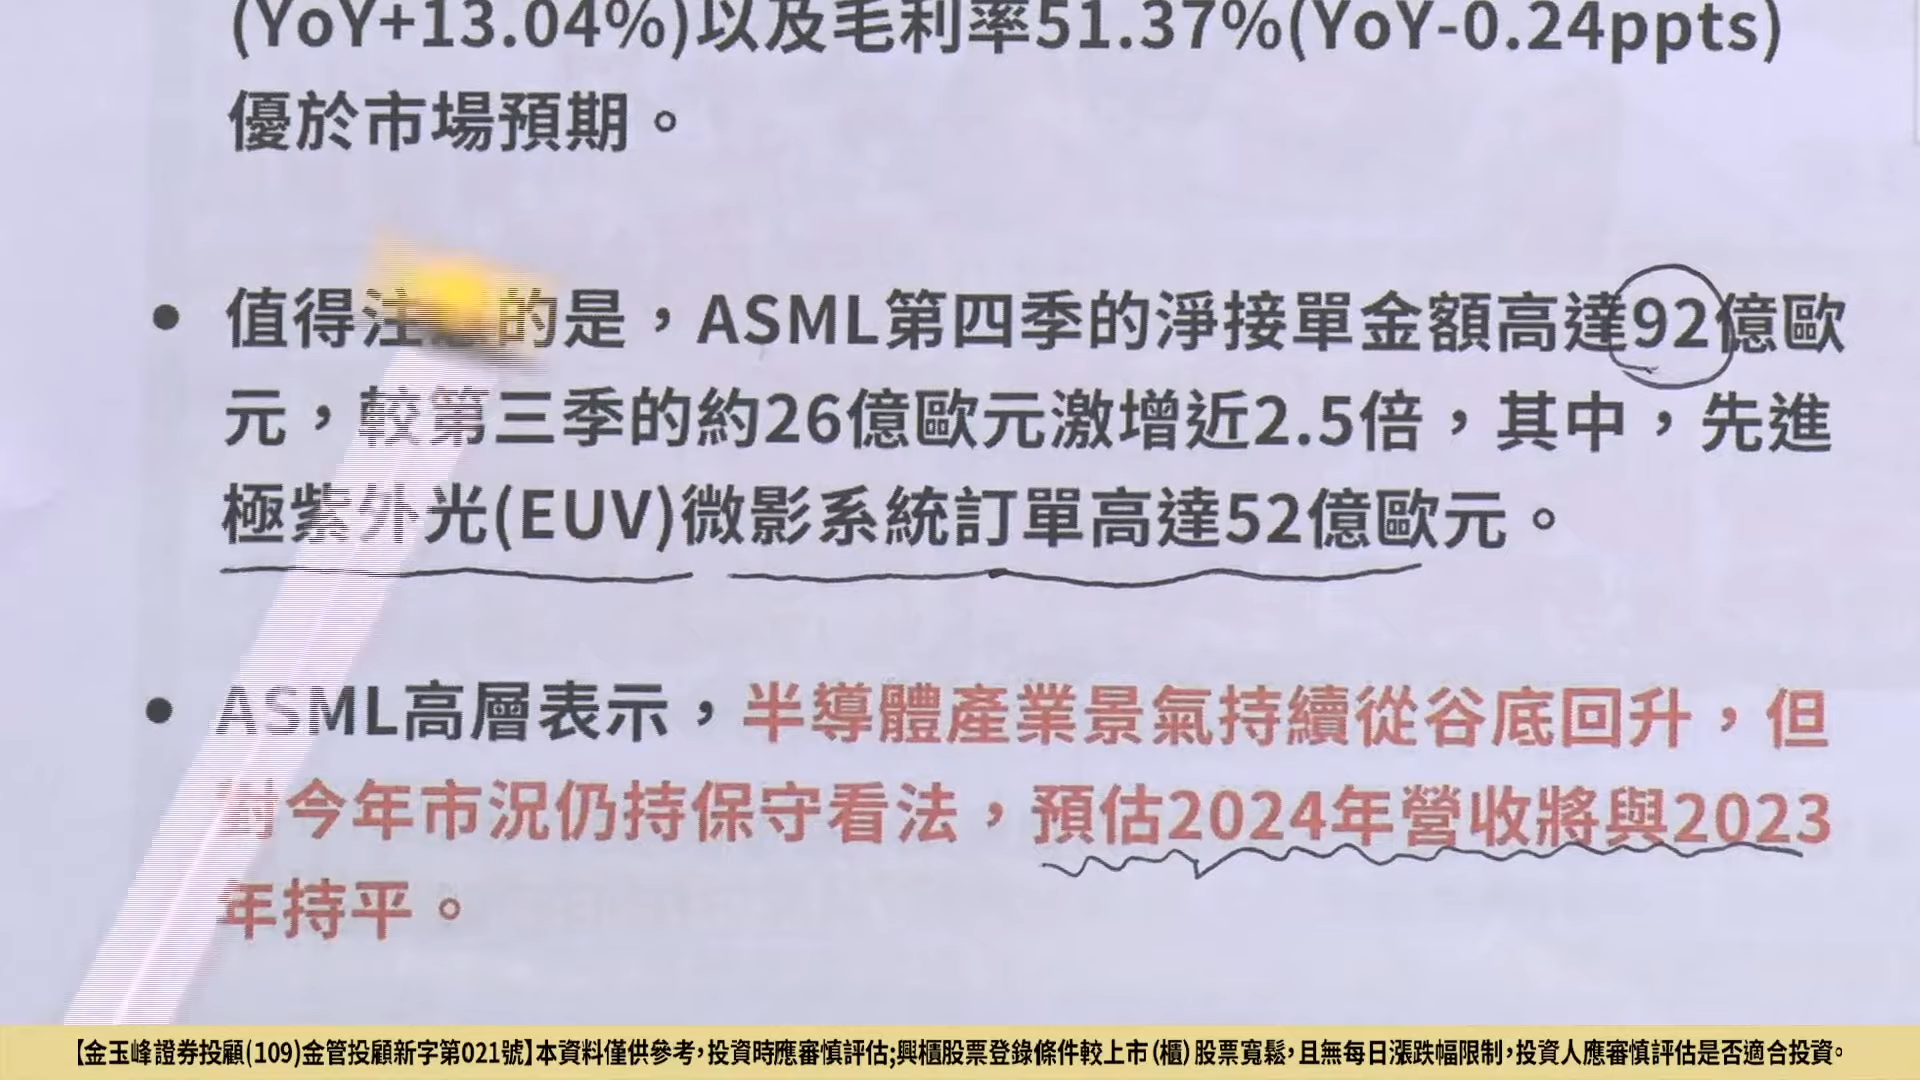 (YoY+13.04%)以及毛利率51.37%(YoY-0.24ppts)
優於市場預期。
值得注意的是，ASML第四季的淨接單金額高達92億歐
元，較第三季的約26億歐元激增近2.5倍，其中，先進
極紫外光(EUV)微影系統訂單高達52億歐元。
ASML高層表示，半導體產業景氣持續從谷底回升，但
對今年市況仍持保守看法，預估2024年營收將與2023
年持平。
【金玉峰證券投顧(109)金管投顧新字第021號】本資料僅供參考，投資時應審慎評估;興櫃股票登錄條件較上市(櫃)股票寬鬆，且無每日漲跌幅限制，投資人應審慎評估是否適合投資。